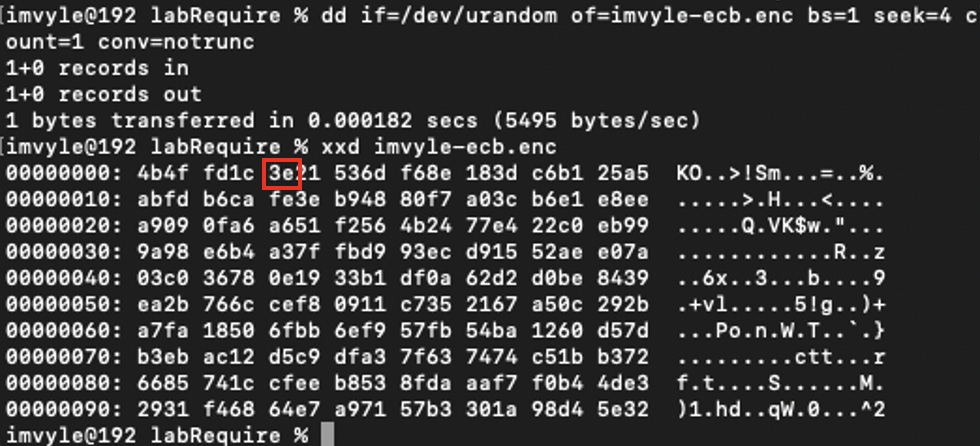 [imvyle@192 labRequire % dd if=/dev/urandom of=imvyle-ecb.enc bs=1 seek=4 c
ount=1 conv=notrunc
1+0 records in
1+0 records out
1 bytes transferred in 0.000182 secs (5495 bytes/sec)
[imvyle@192 labRequire % xxd imvyle-ecb.enc
00000000: 4b4f fd1c 3e21 536d f68e 183d c6b1 25a5  KO..>!Sm...=..%.
00000010: abfd b6ca fe3e b948 80f7 a03c b6e1 e8ee  .....>.H...<....
00000020: a909 0fa6 a651 f256 4b24 77e4 22c0 eb99  .....Q.VK$w."...
00000030: 9a98 e6b4 a37f fbd9 93ec d915 52ae e07a  ............R..z
00000040: 03c0 3678 0e19 33b1 df0a 62d2 d0be 8439  ..6x..3...b....9
00000050: ea2b 766c cef8 0911 c735 2167 a50c 292b  .+vl.....5!g..)+
00000060: a7fa 1850 6fbb 6ef9 57fb 54ba 1260 d57d  ...Po.n.W.T..`.}
00000070: b3eb ac12 d5c9 dfa3 7f63 7474 c51b b372  .........ctt...r
00000080: 6685 741c cfee b853 8fda aaf7 f0b4 4de3  f.t....S......M.
00000090: 2931 f468 64e7 a971 57b3 301a 98d4 5e32  )1.hd..qW.0...^2
imvyle@192 labRequire %